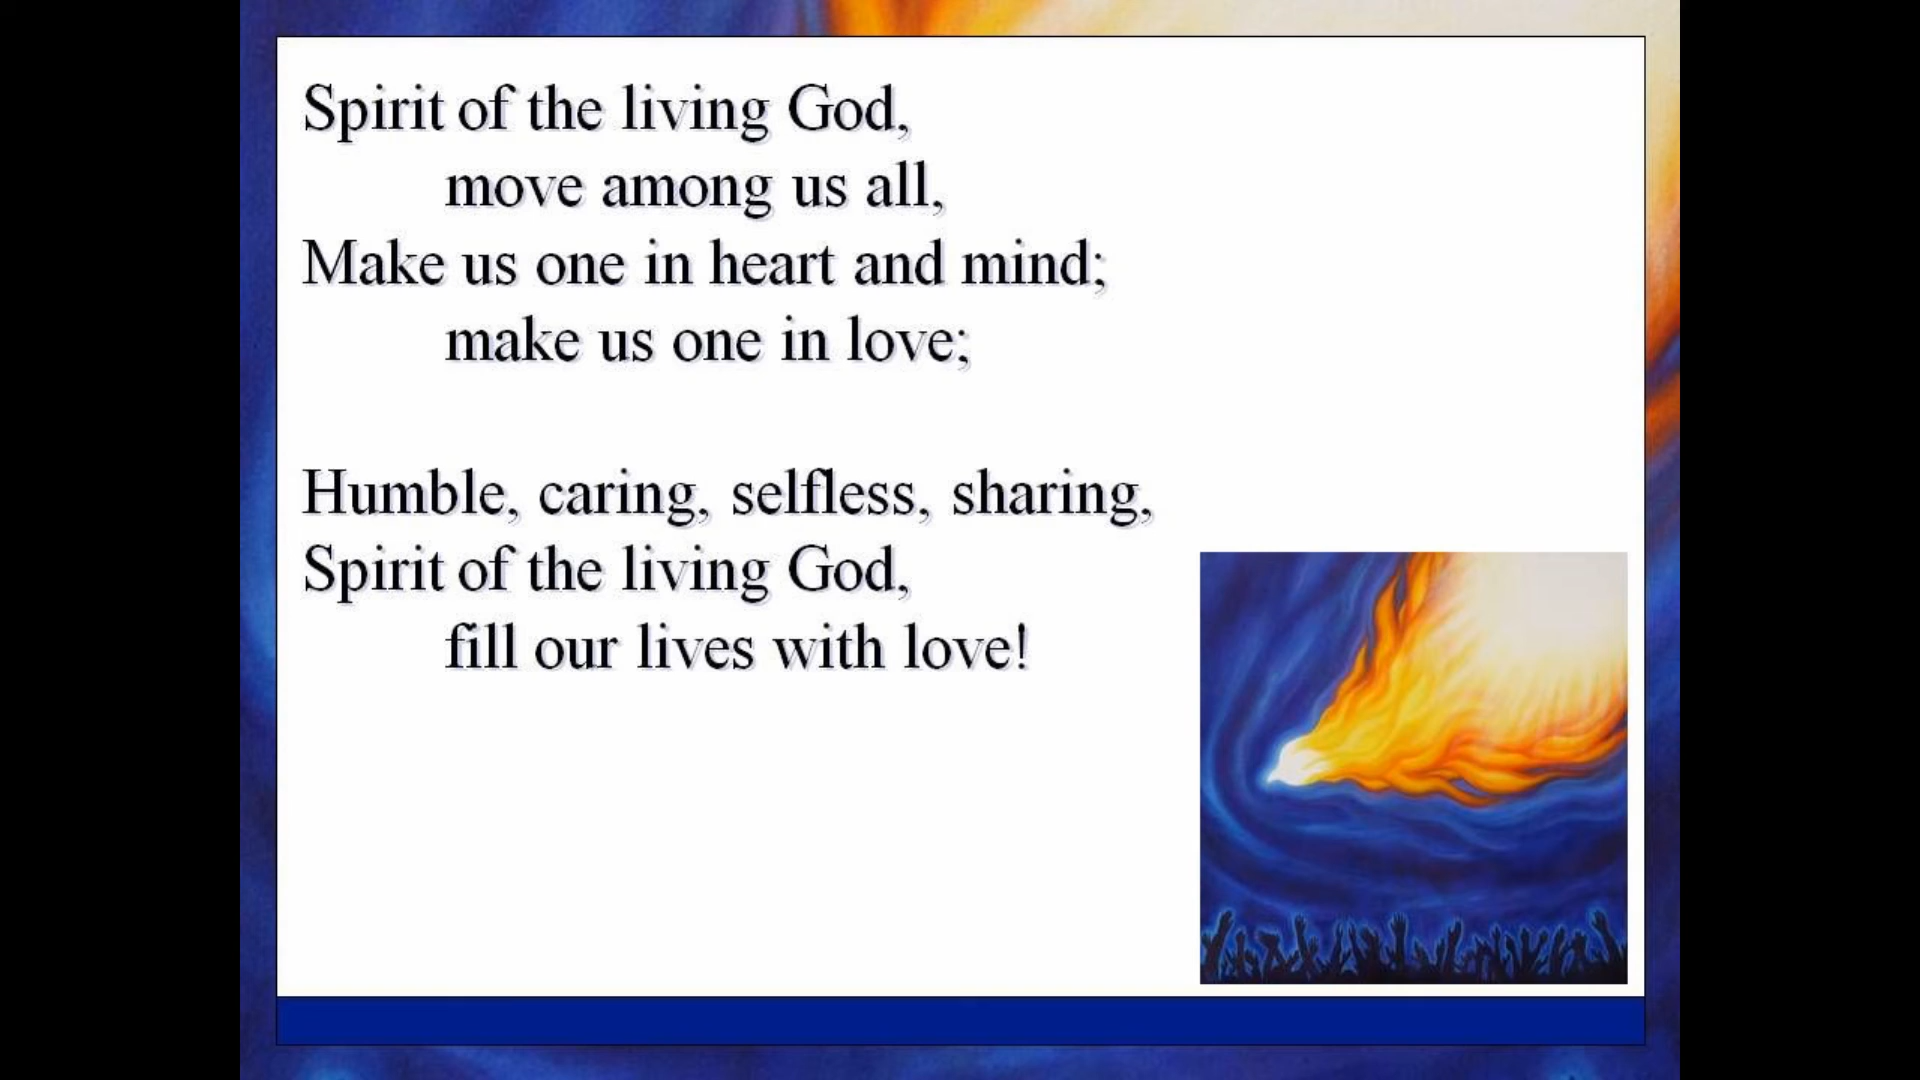 Spirit of the living God,
move among us all,
Make us one in heart and mind;
make us one in love;
Humble, caring, selfless, sharing,
Spirit of the living God,
fill our lives with love!